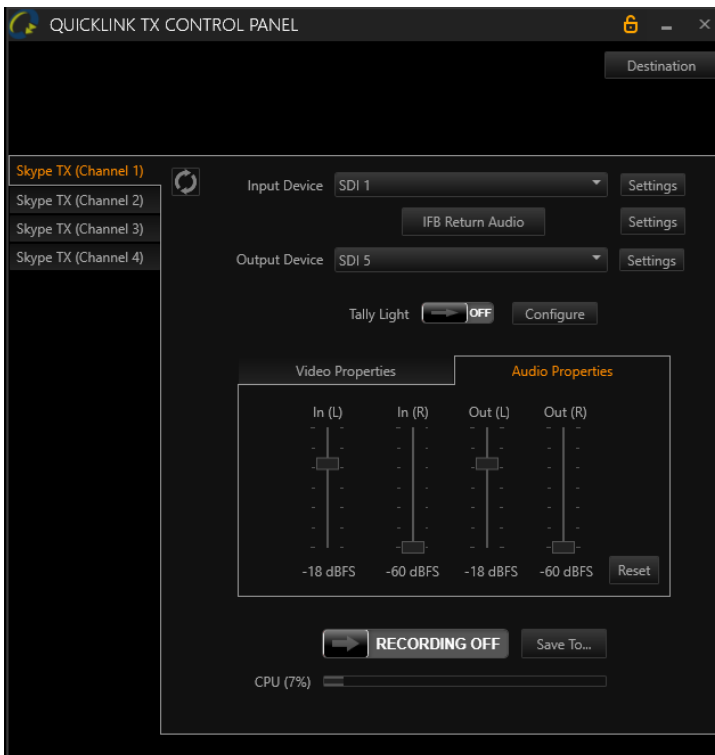 QUICKLINK TX CONTROL PANEL
Destination
Skype TX (Channel 1)
Skype TX (Channel 2)
Skype TX (Channel 3)
Skype TX (Channel 4)
Input Device SDI 1 Settings
IFB Return Audio Settings
Output Device SDI 5 Settings
Tally Light OFF Configure
Video Properties Audio Properties
In (L) In (R) Out (L) Out (R)
-18 dBFS -60 dBFS -18 dBFS -60 dBFS Reset
RECORDING OFF Save To...
CPU (7%)